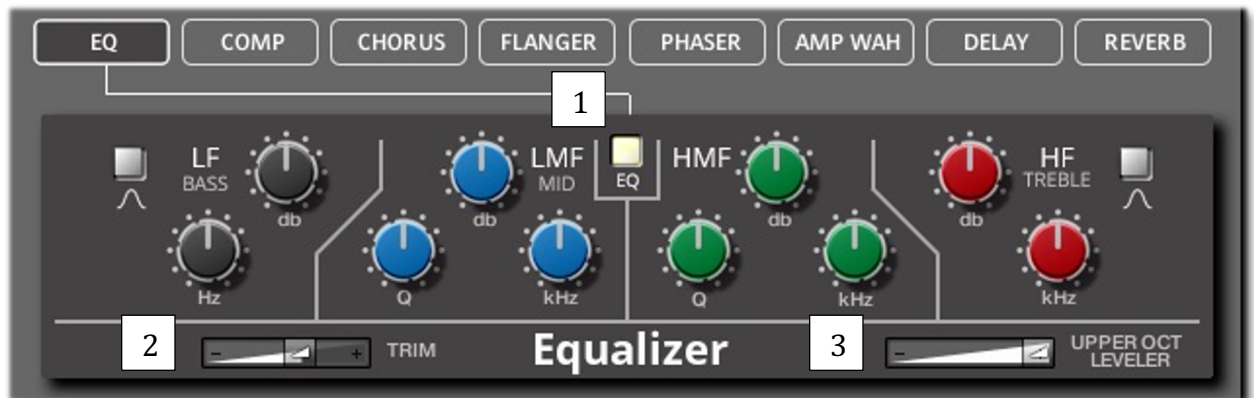 EQ COMP CHORUS FLANGER PHASER AMP WAH DELAY REVERB
1
LF LMF HMF HF
BASS MID EQ TREBLE
db db db db
Hz Q kHz Q kHz kHz
2 - + TRIM Equalizer 3 - UPPER OCT
LEVELER